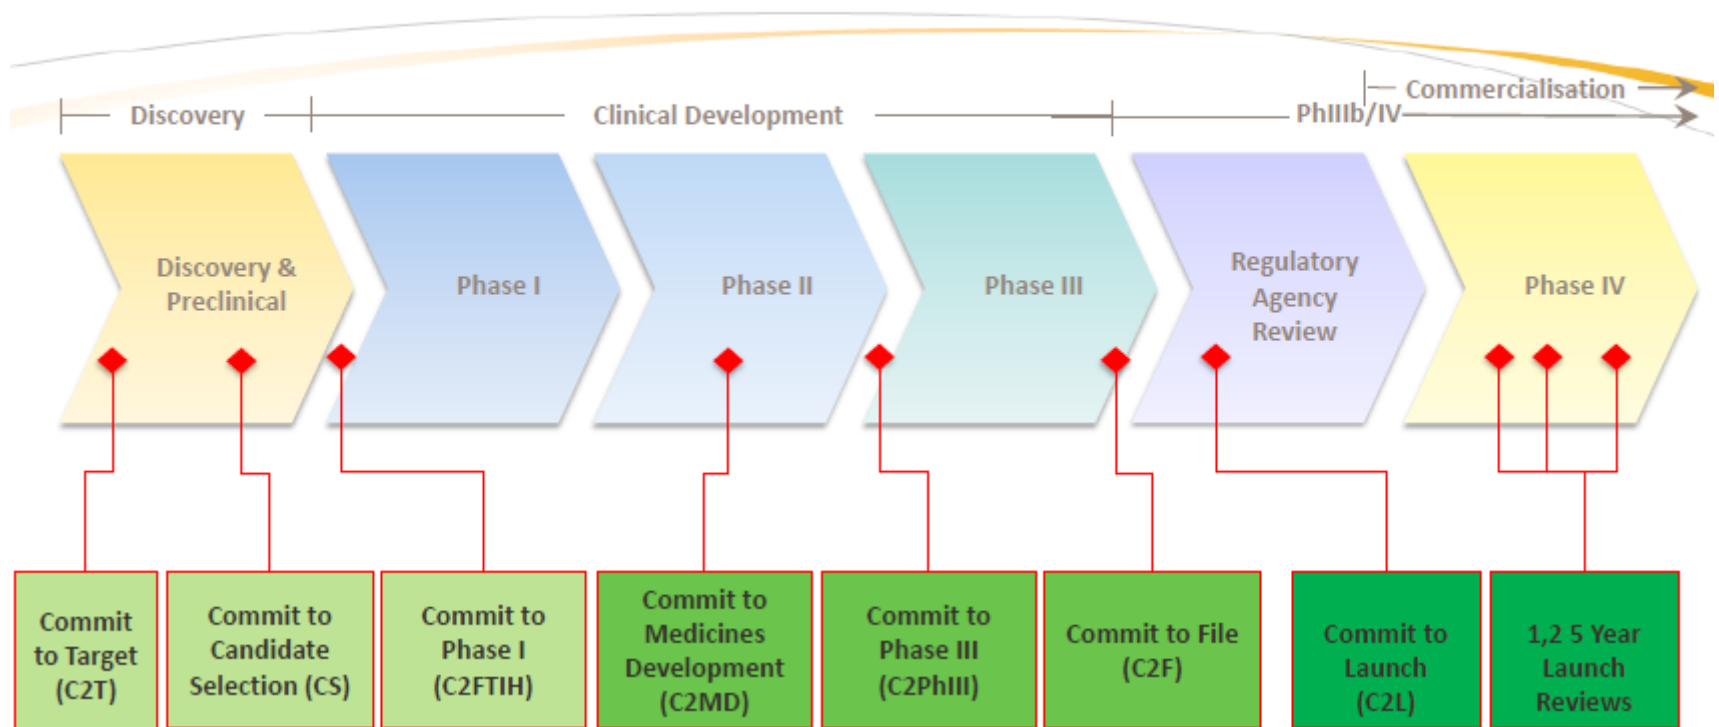 Commercialisation
Discovery
Clinical Development
PhIIIb/IV
Discovery &
Preclinical
Phase I
Phase II
Phase III
Regulatory
Agency
Review
Phase IV
Commit
to Target
(C2T)
Commit to
Candidate
Selection (CS)
Commit to
Phase I
(C2FTIH)
Commit to
Medicines
Development
(C2MD)
Commit to
Phase III
(C2PhIII)
Commit to File
(C2F)
Commit to
Launch
(C2L)
1,2 5 Year
Launch
Reviews